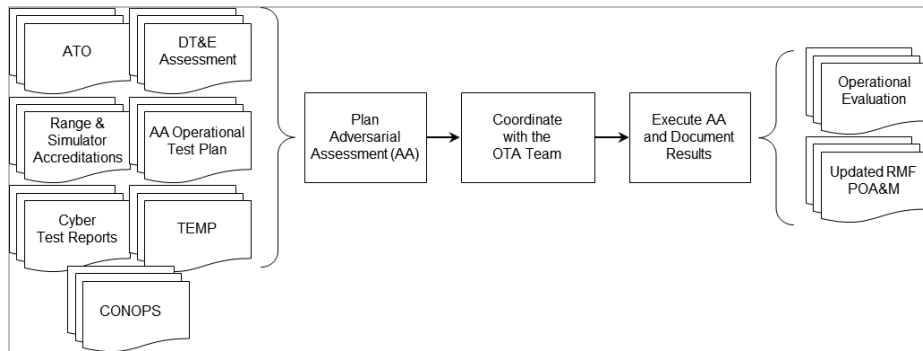 ATO
DT&E
Assessment
Range &
Simulator
Accreditations
AA Operational
Test Plan
Cyber
Test Reports
TEMP
CONOPS
Plan
Adversarial
Assessment (AA)
Coordinate
with the
OTA Team
Execute AA
and Document
Results
Operational
Evaluation
Updated RMF
POA&M